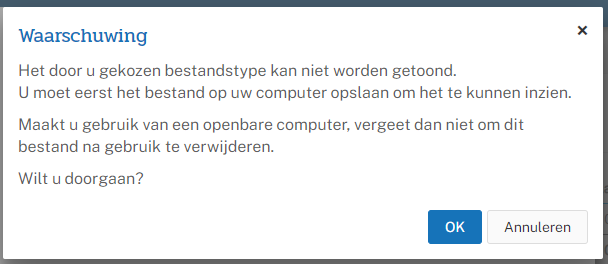 Waarschuwing
Het door u gekozen bestandstype kan niet worden getoond.
U moet eerst het bestand op uw computer opslaan om het te kunnen inzien.
Maakt u gebruik van een openbare computer, vergeet dan niet om dit
bestand na gebruik te verwijderen.
Wilt u doorgaan?
OK
Annuleren